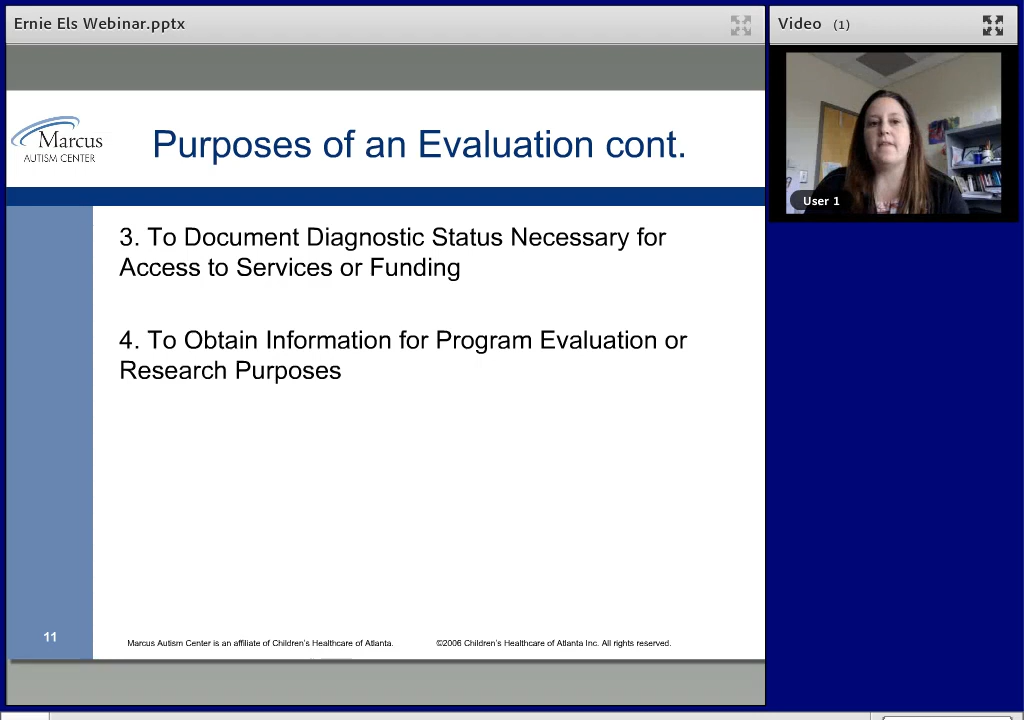 Ernie Els Webinar.pptx
Video (1)
Marcus
AUTISM CENTER
Purposes of an Evaluation cont.
User 1
3. To Document Diagnostic Status Necessary for
Access to Services or Funding
4. To Obtain Information for Program Evaluation or
Research Purposes
11
Marcus Autism Center is an affiliate of Children's Healthcare of Atlanta.
©2006 Children's Healthcare of Atlanta Inc. All rights reserved.